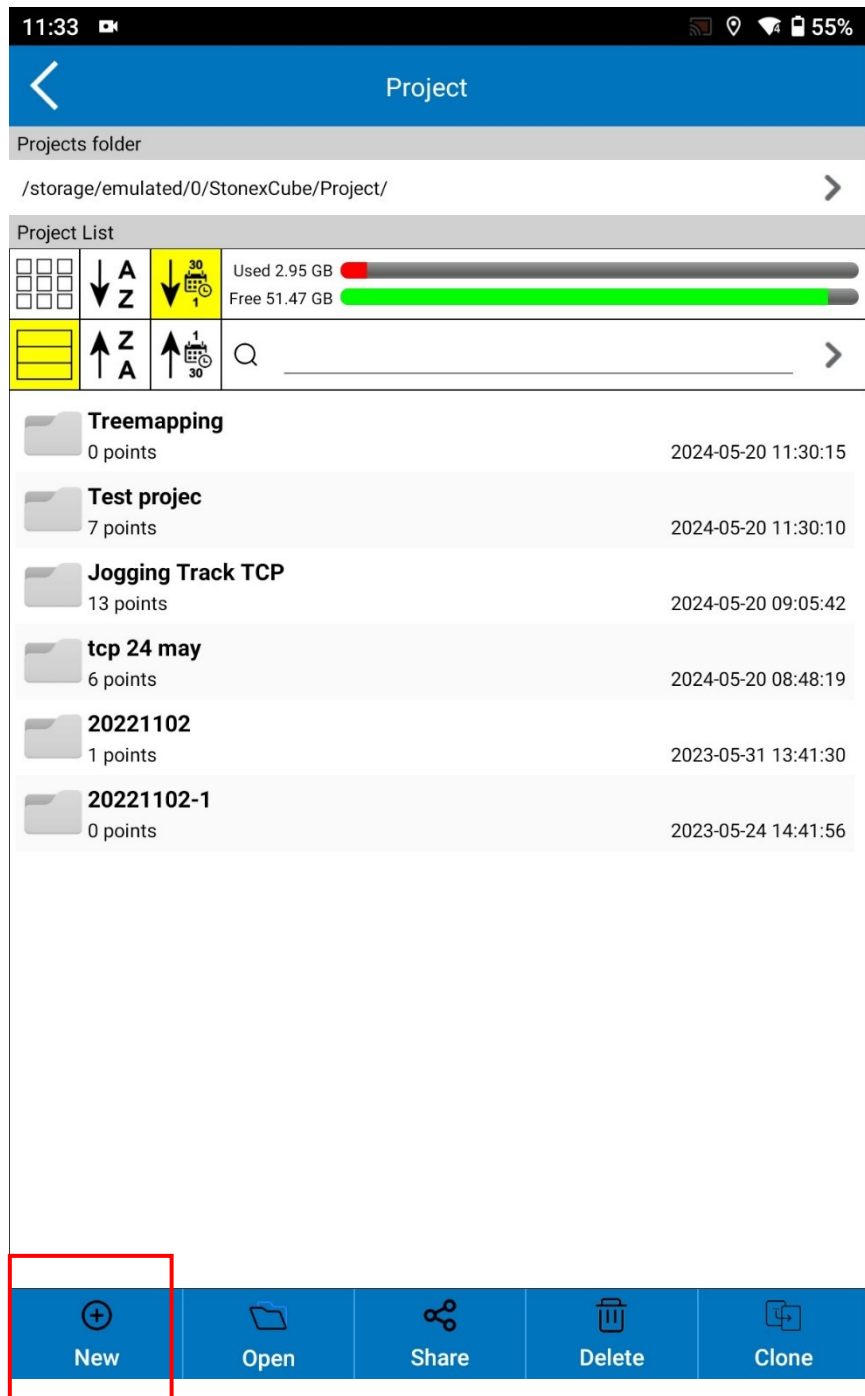 11:33 4 55%
Project
Projects folder
/storage/emulated/0/StonexCube/Project/
Project List
A Z 30 1 Used 2.95 GB
Free 51.47 GB
Z A 1 30
Treemapping
0 points 2024-05-20 11:30:15
Test projec
7 points 2024-05-20 11:30:10
Jogging Track TCP
13 points 2024-05-20 09:05:42
tcp 24 may
6 points 2024-05-20 08:48:19
20221102
1 points 2023-05-31 13:41:30
20221102-1
0 points 2023-05-24 14:41:56
New Open Share Delete Clone